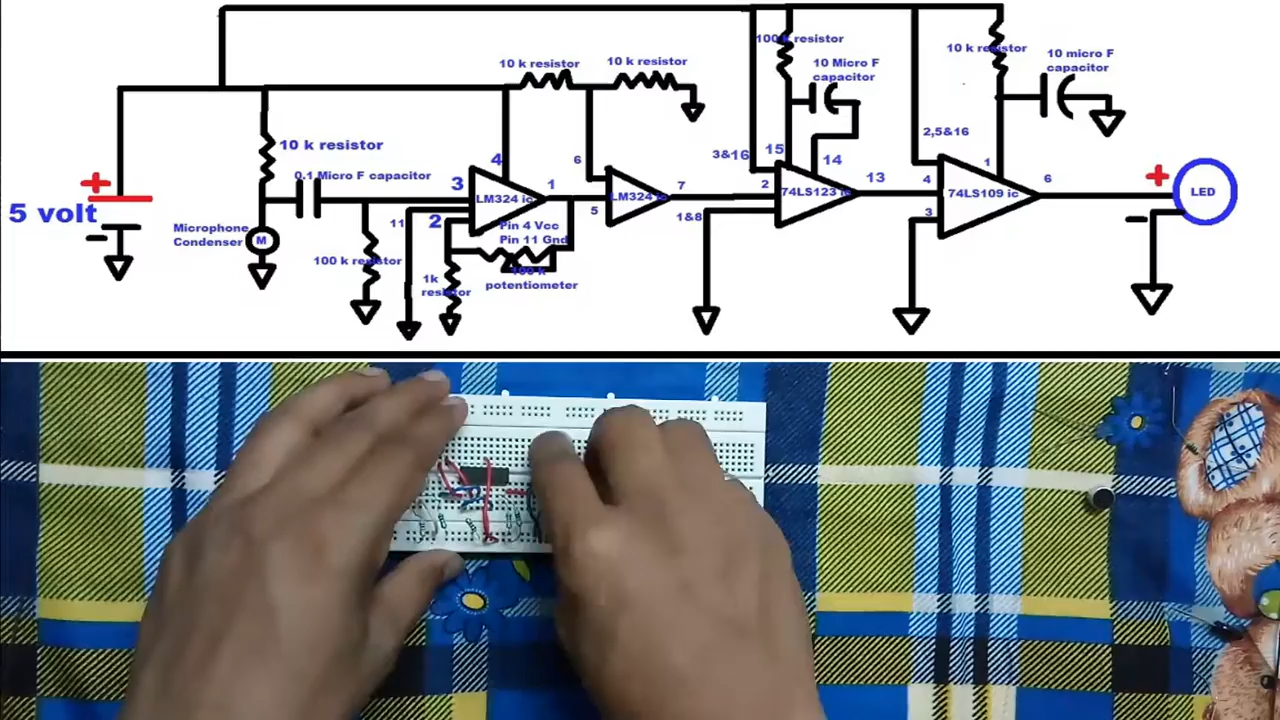 5 volt
10 k resistor
0.1 Micro F capacitor
Microphone
Condenser
M
100 k resistor
11
3
2
4
LM324 ic
1
Pin 4 Vcc
Pin 11 Gnd
1k
resistor
100 k
potentiometer
10 k resistor
10 k resistor
6
5
LM324 ic
7
100 k resistor
10 Micro F
capacitor
3&16
15
14
2
1&8
74LS123 ic
13
10 k resistor
10 micro F
capacitor
2,5&16
1
4
3
74LS109 ic
6
LED